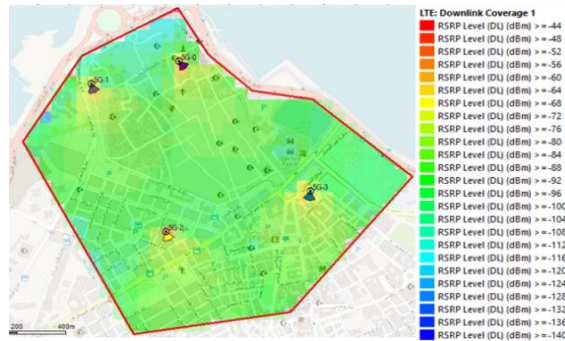 5G-0
5G-1
5G-2
5G-3
200 400m
LTE: Downlink Coverage 1
RSRP Level (DL) (dBm) >=-44
RSRP Level (DL) (dBm) >=-48
RSRP Level (DL) (dBm) >=-52
RSRP Level (DL) (dBm) >=-56
RSRP Level (DL) (dBm) >=-60
RSRP Level (DL) (dBm) >=-64
RSRP Level (DL) (dBm) >=-68
RSRP Level (DL) (dBm) >=-72
RSRP Level (DL) (dBm) >=-76
RSRP Level (DL) (dBm) >=-80
RSRP Level (DL) (dBm) >=-84
RSRP Level (DL) (dBm) >=-88
RSRP Level (DL) (dBm) >=-92
RSRP Level (DL) (dBm) >=-96
RSRP Level (DL) (dBm) >=-100
RSRP Level (DL) (dBm) >=-104
RSRP Level (DL) (dBm) >=-108
RSRP Level (DL) (dBm) >=-112
RSRP Level (DL) (dBm) >=-116
RSRP Level (DL) (dBm) >=-120
RSRP Level (DL) (dBm) >=-124
RSRP Level (DL) (dBm) >=-128
RSRP Level (DL) (dBm) >=-132
RSRP Level (DL) (dBm) >=-136
RSRP Level (DL) (dBm) >=-140